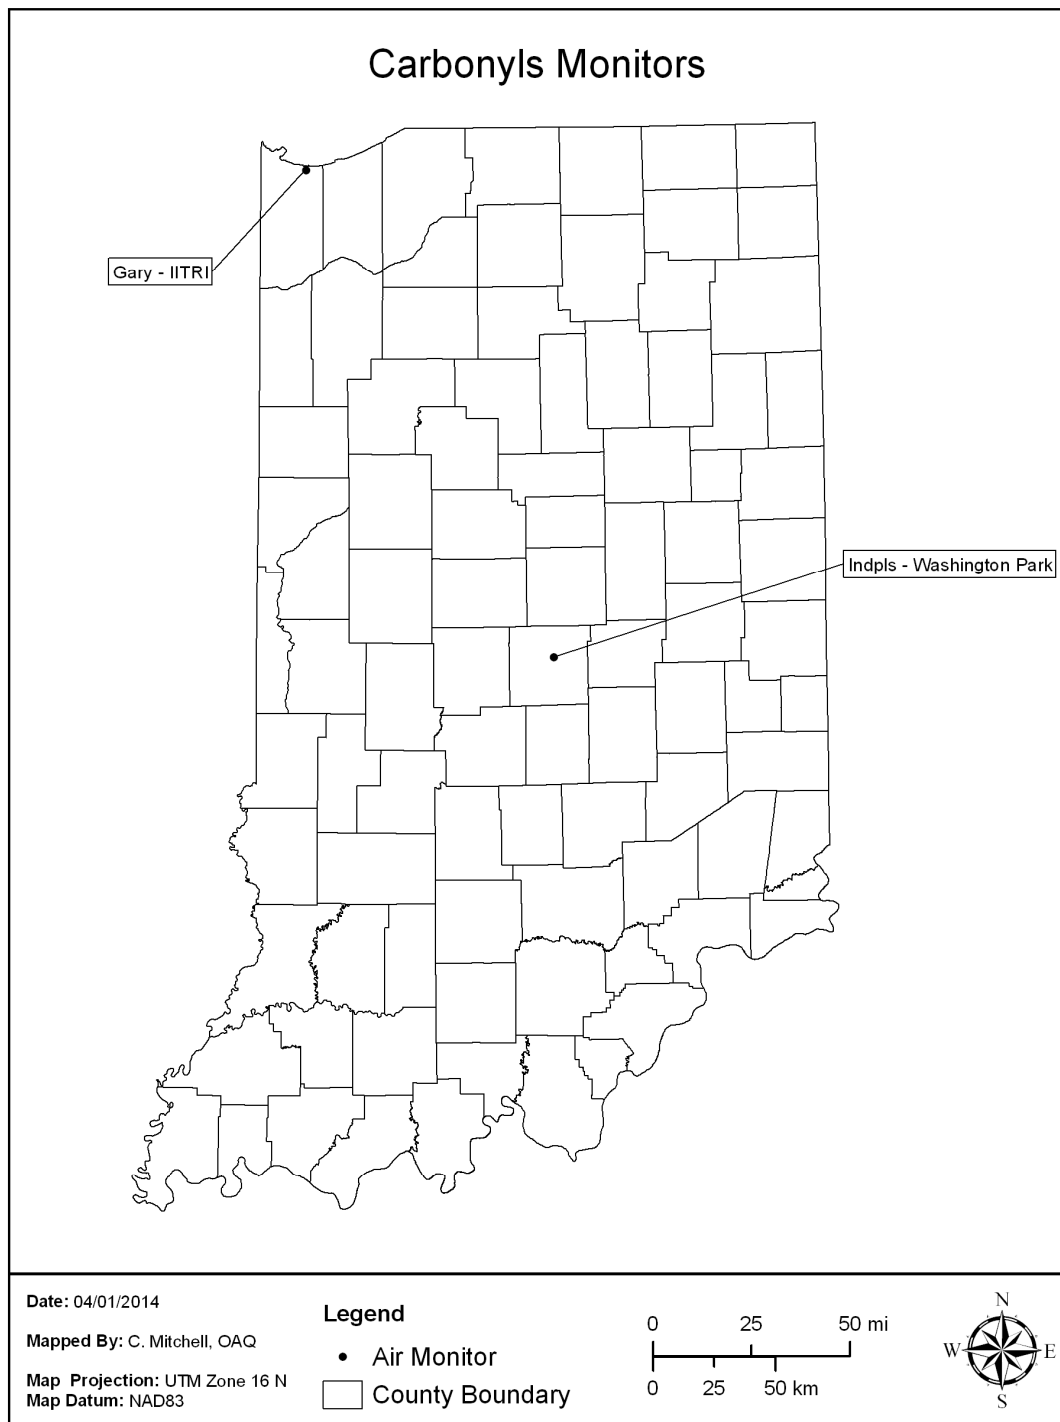 Carbonyls Monitors
Gary - IITRI
Indpls - Washington Park
Date: 04/01/2014
Mapped By: C. Mitchell, OAQ
Map Projection: UTM Zone 16 N
Map Datum: NAD83
Legend
Air Monitor
County Boundary
0 25 50 mi
0 25 50 km
N
W E
S